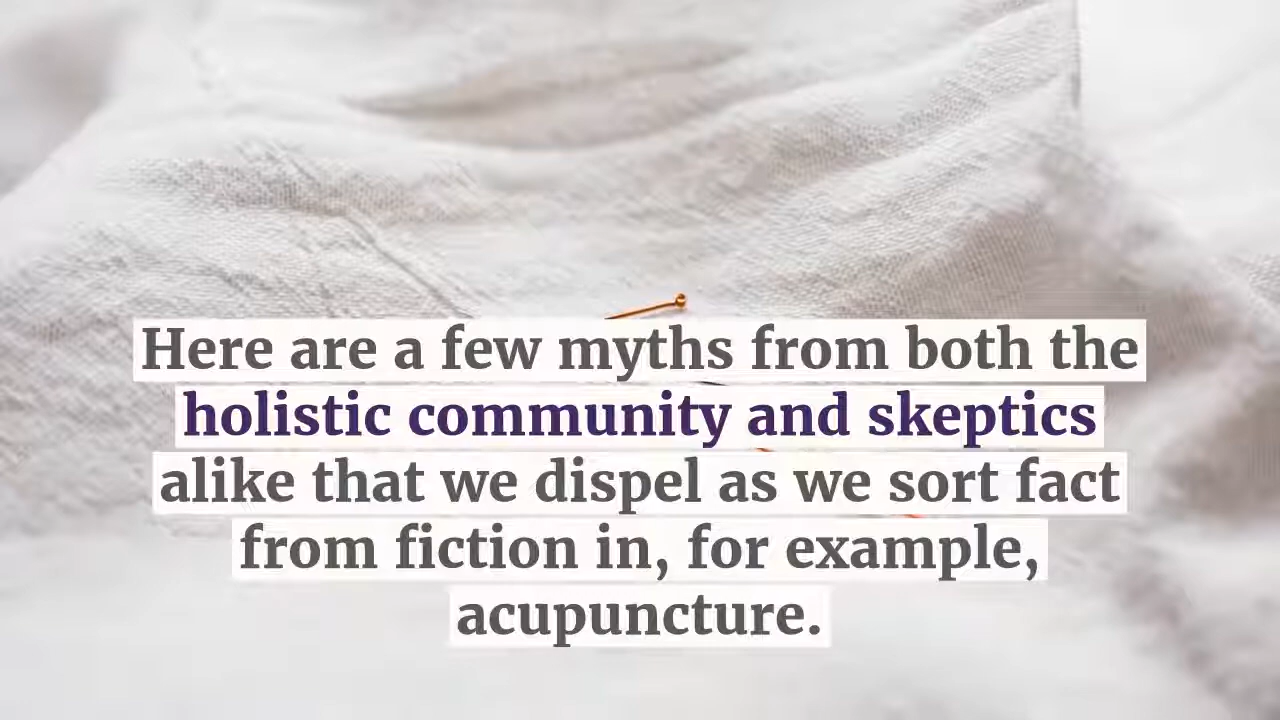 Here are a few myths from both the
holistic community and skeptics
alike that we dispel as we sort fact
from fiction in, for example,
acupuncture.